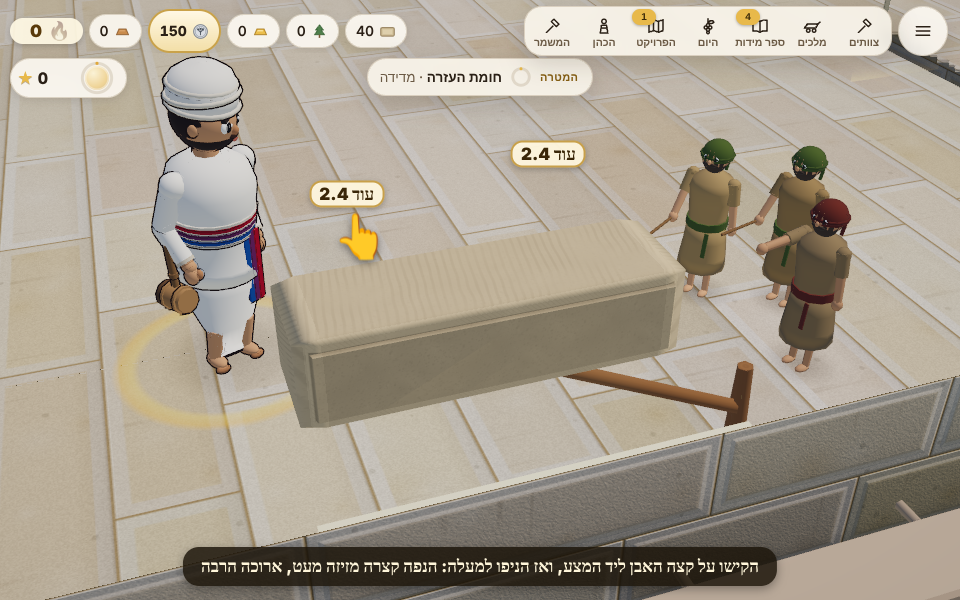 0
0
150
0
0
40
המשמר
הכהן
1
הפרויקט
היום
4
ספר מידות
מלכים
צוותים
0
המטרה חומת העזרה · מדידה
עוד 2.4
עוד 2.4
הקישו על קצה האבן ליד המצע, ואז הניפו למעלה: הנפה קצרה מזיזה מעט, ארוכה הרבה